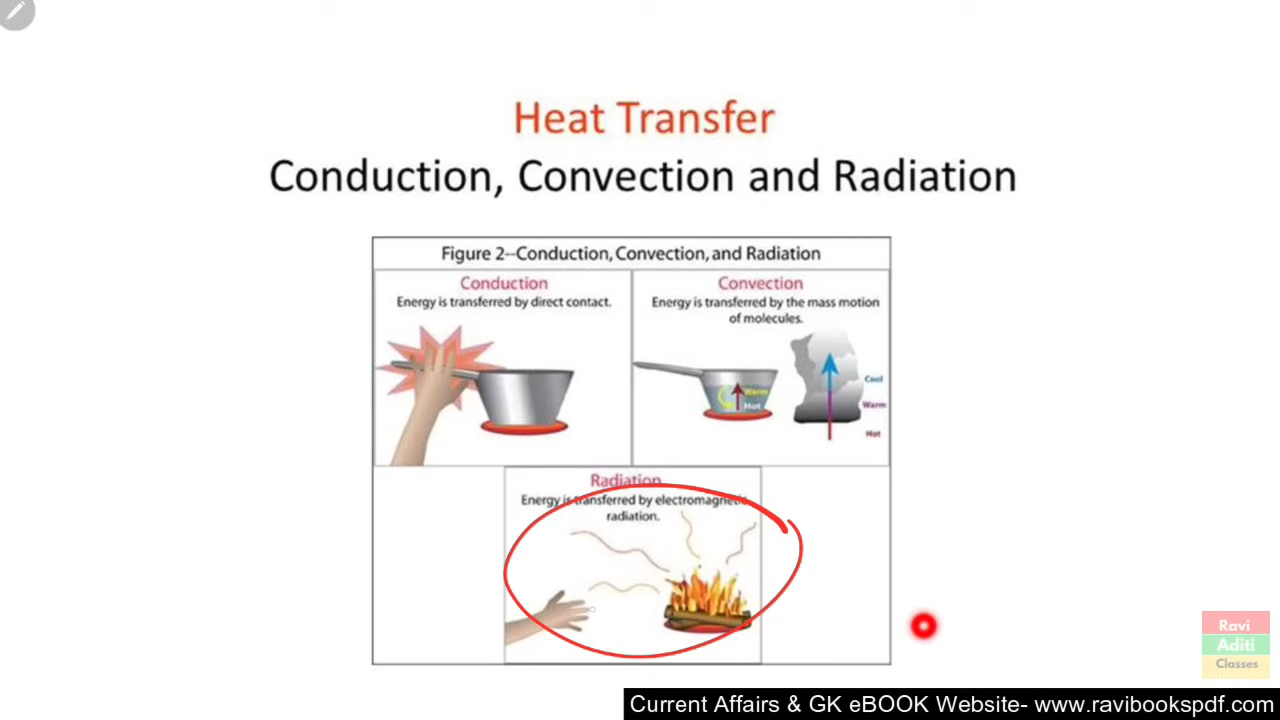 Heat Transfer
Conduction, Convection and Radiation
Figure 2--Conduction, Convection, and Radiation
Conduction
Energy is transferred by direct contact.
Convection
Energy is transferred by the mass motion
of molecules.
Warm
Hot
Cool
Warm
Hot
Radiation
Energy is transferred by electromagnetic
radiation.
Ravi
Aditi
Classes
Current Affairs & GK eBOOK Website- www.ravibookspdf.com